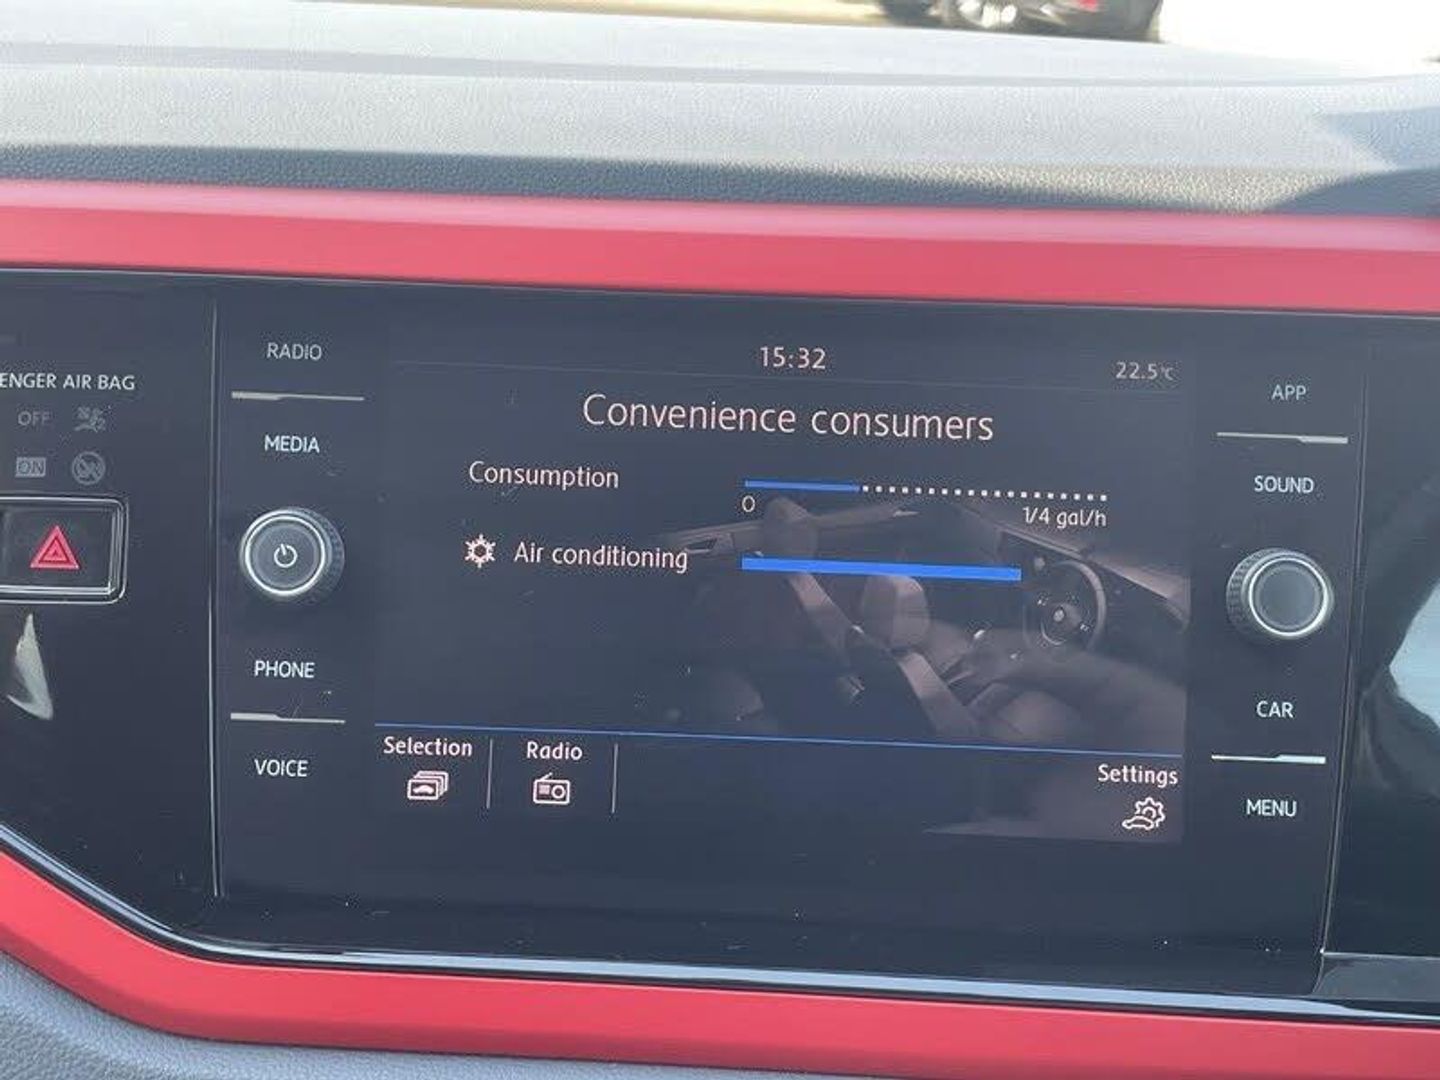 ENGER AIR BAG
OFF
ON
RADIO
MEDIA
PHONE
VOICE
15:32
22.5°C
Convenience consumers
Consumption
0
1/4 gal/h
Air conditioning
Selection
Radio
Settings
APP
SOUND
CAR
MENU